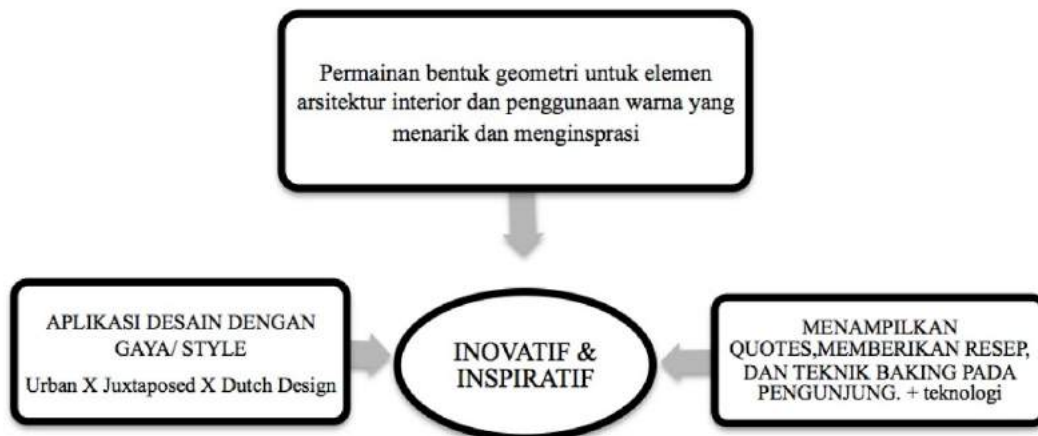 Permainan bentuk geometri untuk elemen
arsitektur interior dan penggunaan warna yang
menarik dan menginsprasi
APLIKASI DESAIN DENGAN
GAYA/ STYLE
Urban X Juxtaposed X Dutch Design
INOVATIF &
INSPIRATIF
MENAMPILKAN
QUOTES,MEMBERIKAN RESEP,
DAN TEKNIK BAKING PADA
PENGUNJUNG. + teknologi